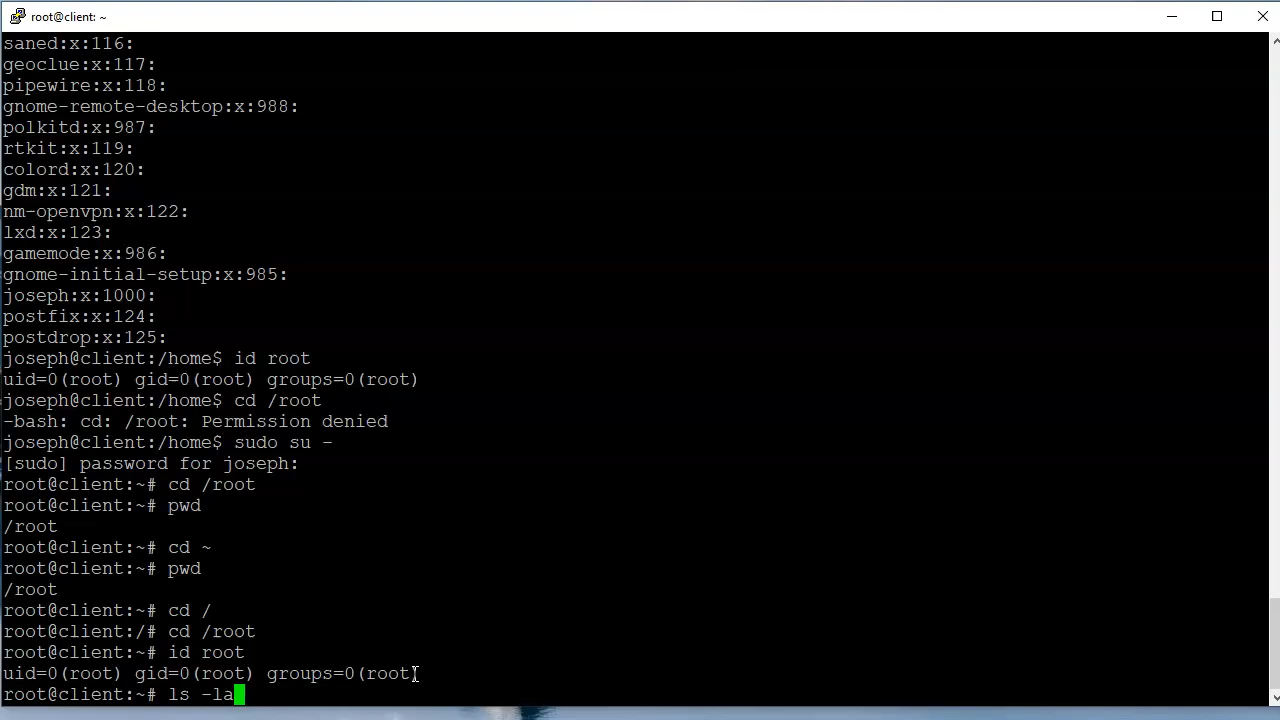 root@client: ~
saned:x:116:
geoclue:x:117:
pipewire:x:118:
gnome-remote-desktop:x:988:
polkitd:x:987:
rtkit:x:119:
colord:x:120:
gdm:x:121:
nm-openvpn:x:122:
lxd:x:123:
gamemode:x:986:
gnome-initial-setup:x:985:
joseph:x:1000:
postfix:x:124:
postdrop:x:125:
joseph@client:/home$ id root
uid=0(root) gid=0(root) groups=0(root)
joseph@client:/home$ cd /root
-bash: cd: /root: Permission denied
joseph@client:/home$ sudo su -
[sudo] password for joseph:
root@client:~# cd /root
root@client:~# pwd
/root
root@client:~# cd ~
root@client:~# pwd
/root
root@client:~# cd /
root@client:/# cd /root
root@client:~# id root
uid=0(root) gid=0(root) groups=0(root)
root@client:~# ls -la